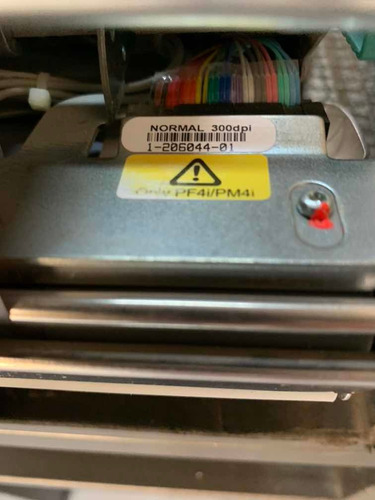 NORMAL 300dpi
1-206044-01
Only PF4i/PM4i